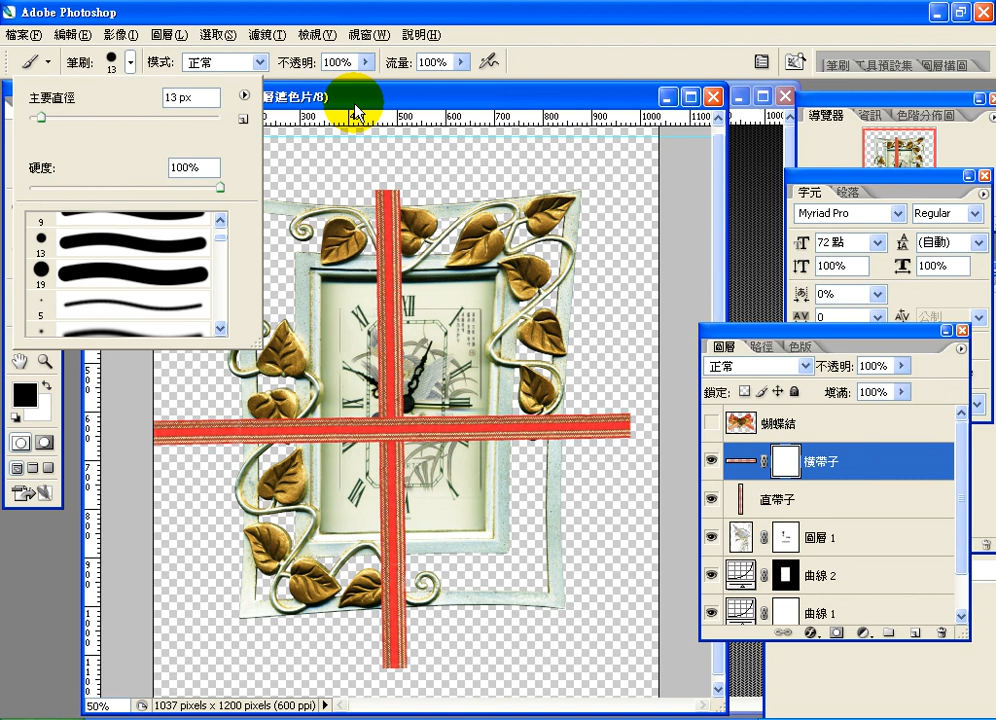 Adobe Photoshop
檔案(F) 編輯(E) 影像(I) 圖層(L) 選取(S) 濾鏡(T) 檢視(V) 視窗(W) 說明(H)
筆刷: 13 模式: 正常 不透明: 100% 流量: 100%
筆刷 工具預設集 圖層構圖
主要直徑 13 px
硬度: 100%
9
13
19
5
層遮色片/8)
300 400 500 600 700 800 900 1000 1100
導覽器 資訊 色階分佈圖
字元 段落
Myriad Pro Regular
72 點 (自動)
100% 100%
0%
0 公制
圖層 路徑 色版
正常 不透明: 100%
鎖定: 填滿: 100%
蝴蝶結
橫帶子
直帶子
圖層 1
曲線 2
曲線 1
50% 1037 pixels x 1200 pixels (600 ppi)